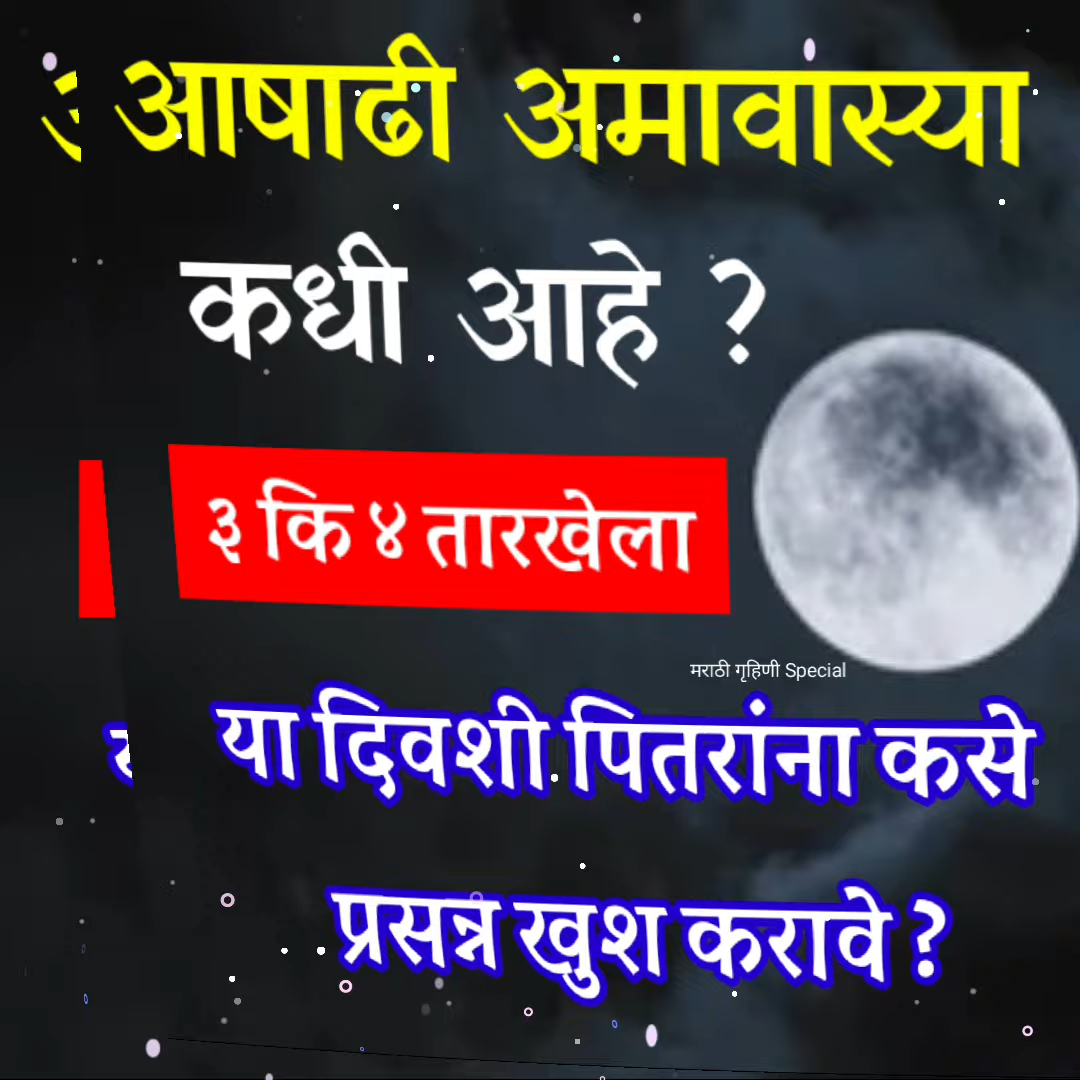 आषाढी अमावास्या
कधी आहे ?
३ कि ४ तारखेला
मराठी गृहिणी Special
या दिवशी पितरांना कसे
प्रसन्न खुश करावे ?